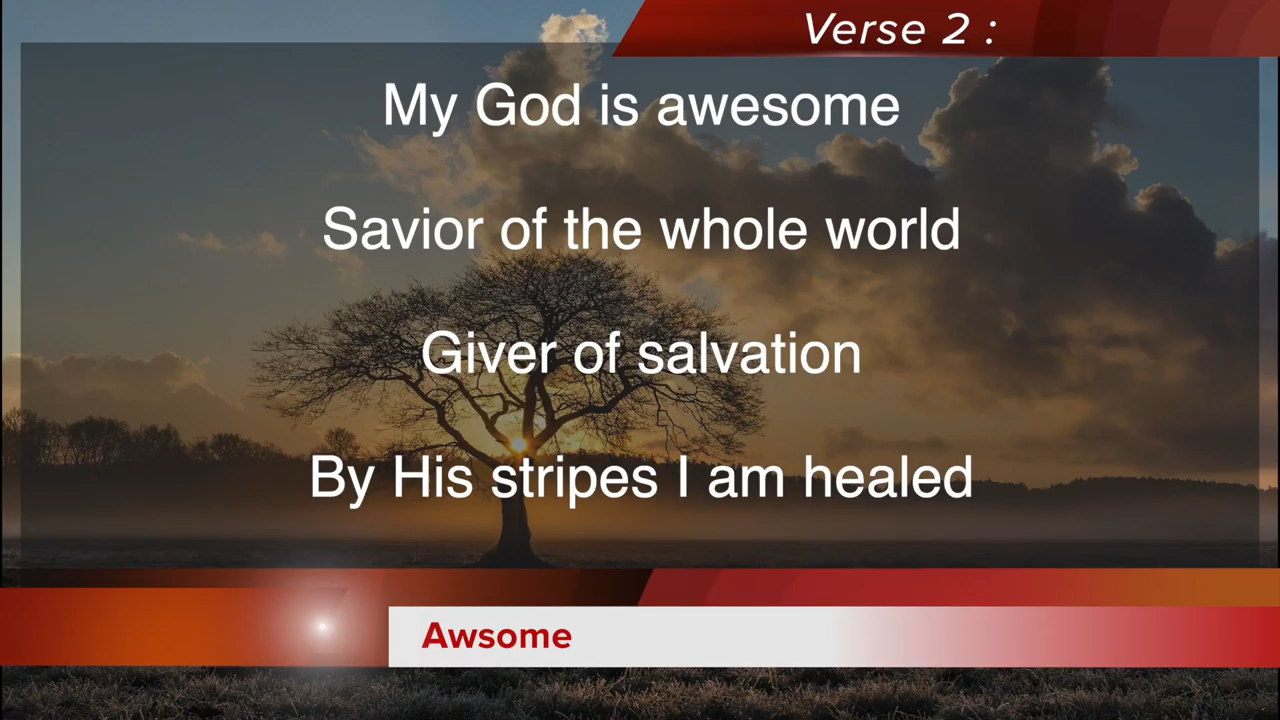 Verse 2 :
My God is awesome
Savior of the whole world
Giver of salvation
By His stripes I am healed
Awsome